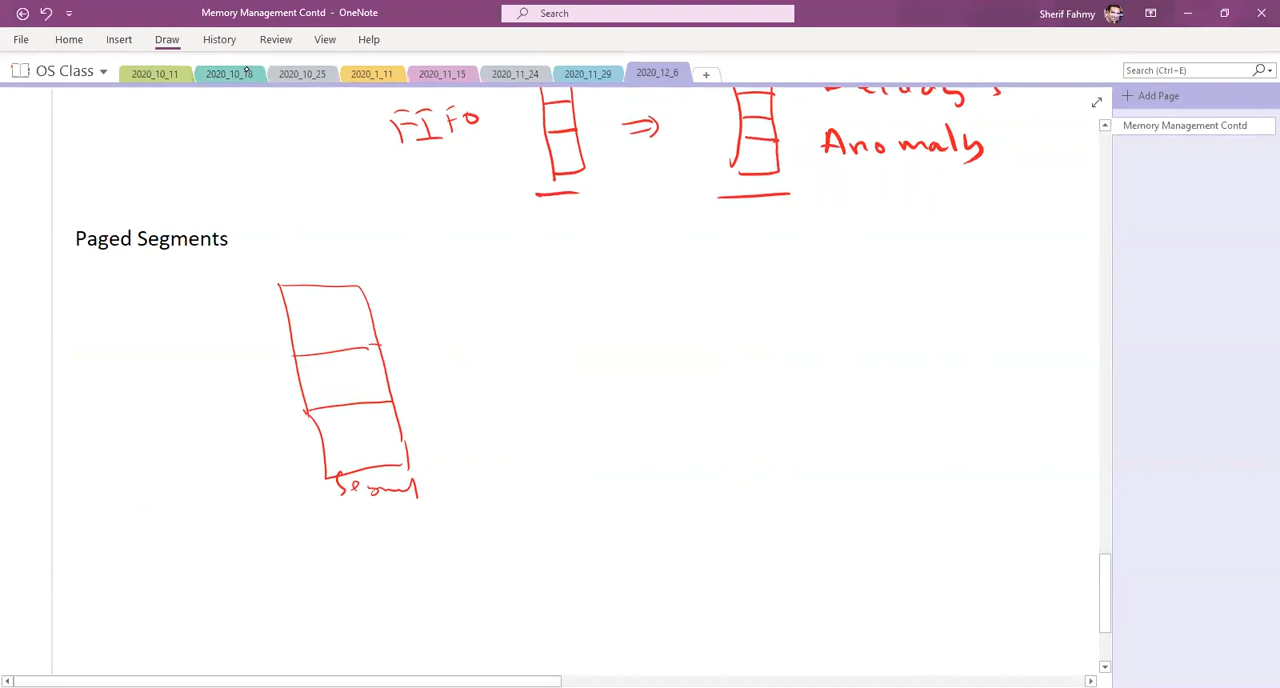 Memory Management Contd - OneNote
Search
Sherif Fahmy
File Home Insert Draw History Review View Help
OS Class
2020_10_11 2020_10_18 2020_10_25 2020_1_11 2020_11_15 2020_11_24 2020_11_29 2020_12_6
Search (Ctrl+E)
Add Page
Memory Management Contd
FIFO
Anomaly
Paged Segments